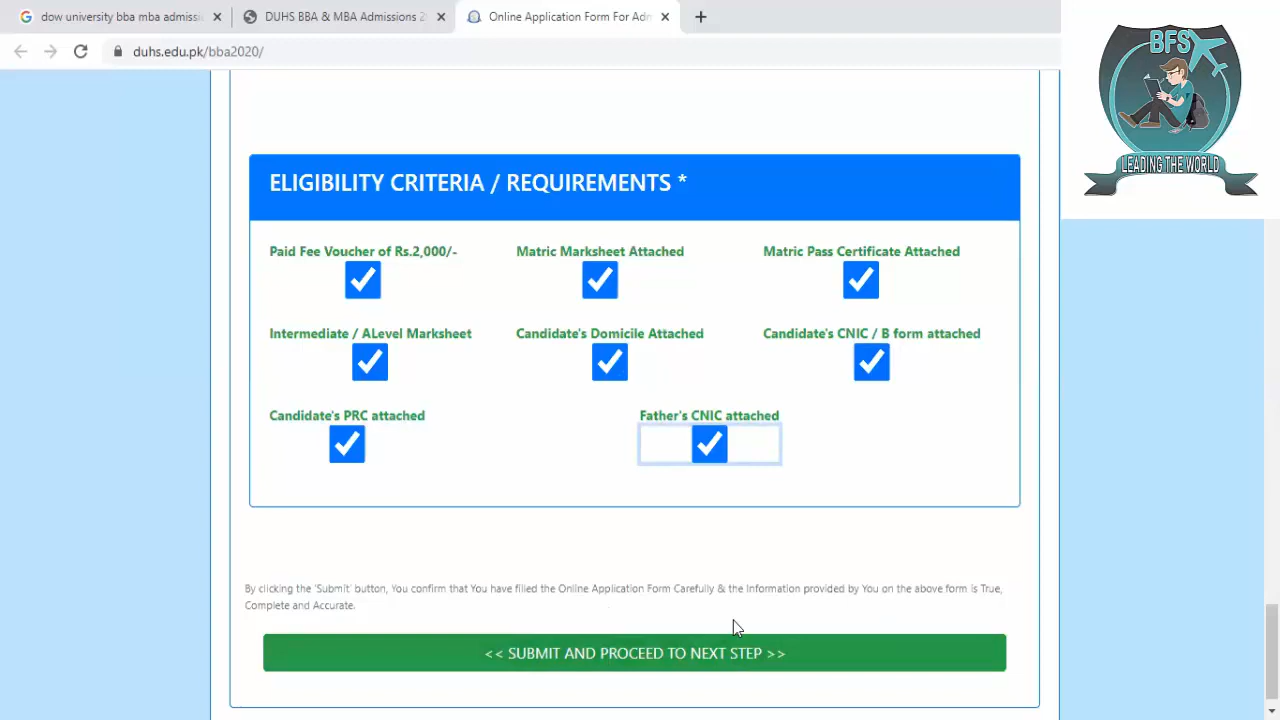 dow university bba mba admissi
DUHS BBA & MBA Admissions 2
Online Application Form For Adn
duhs.edu.pk/bba2020/
BFS
LEADING THE WORLD
ELIGIBILITY CRITERIA / REQUIREMENTS *
Paid Fee Voucher of Rs.2,000/-
Matric Marksheet Attached
Matric Pass Certificate Attached
Intermediate / ALevel Marksheet
Candidate's Domicile Attached
Candidate's CNIC / B form attached
Candidate's PRC attached
Father's CNIC attached
By clicking the 'Submit' button, You confirm that You have filled the Online Application Form Carefully & the Information provided by You on the above form is True,
Complete and Accurate.
<< SUBMIT AND PROCEED TO NEXT STEP >>